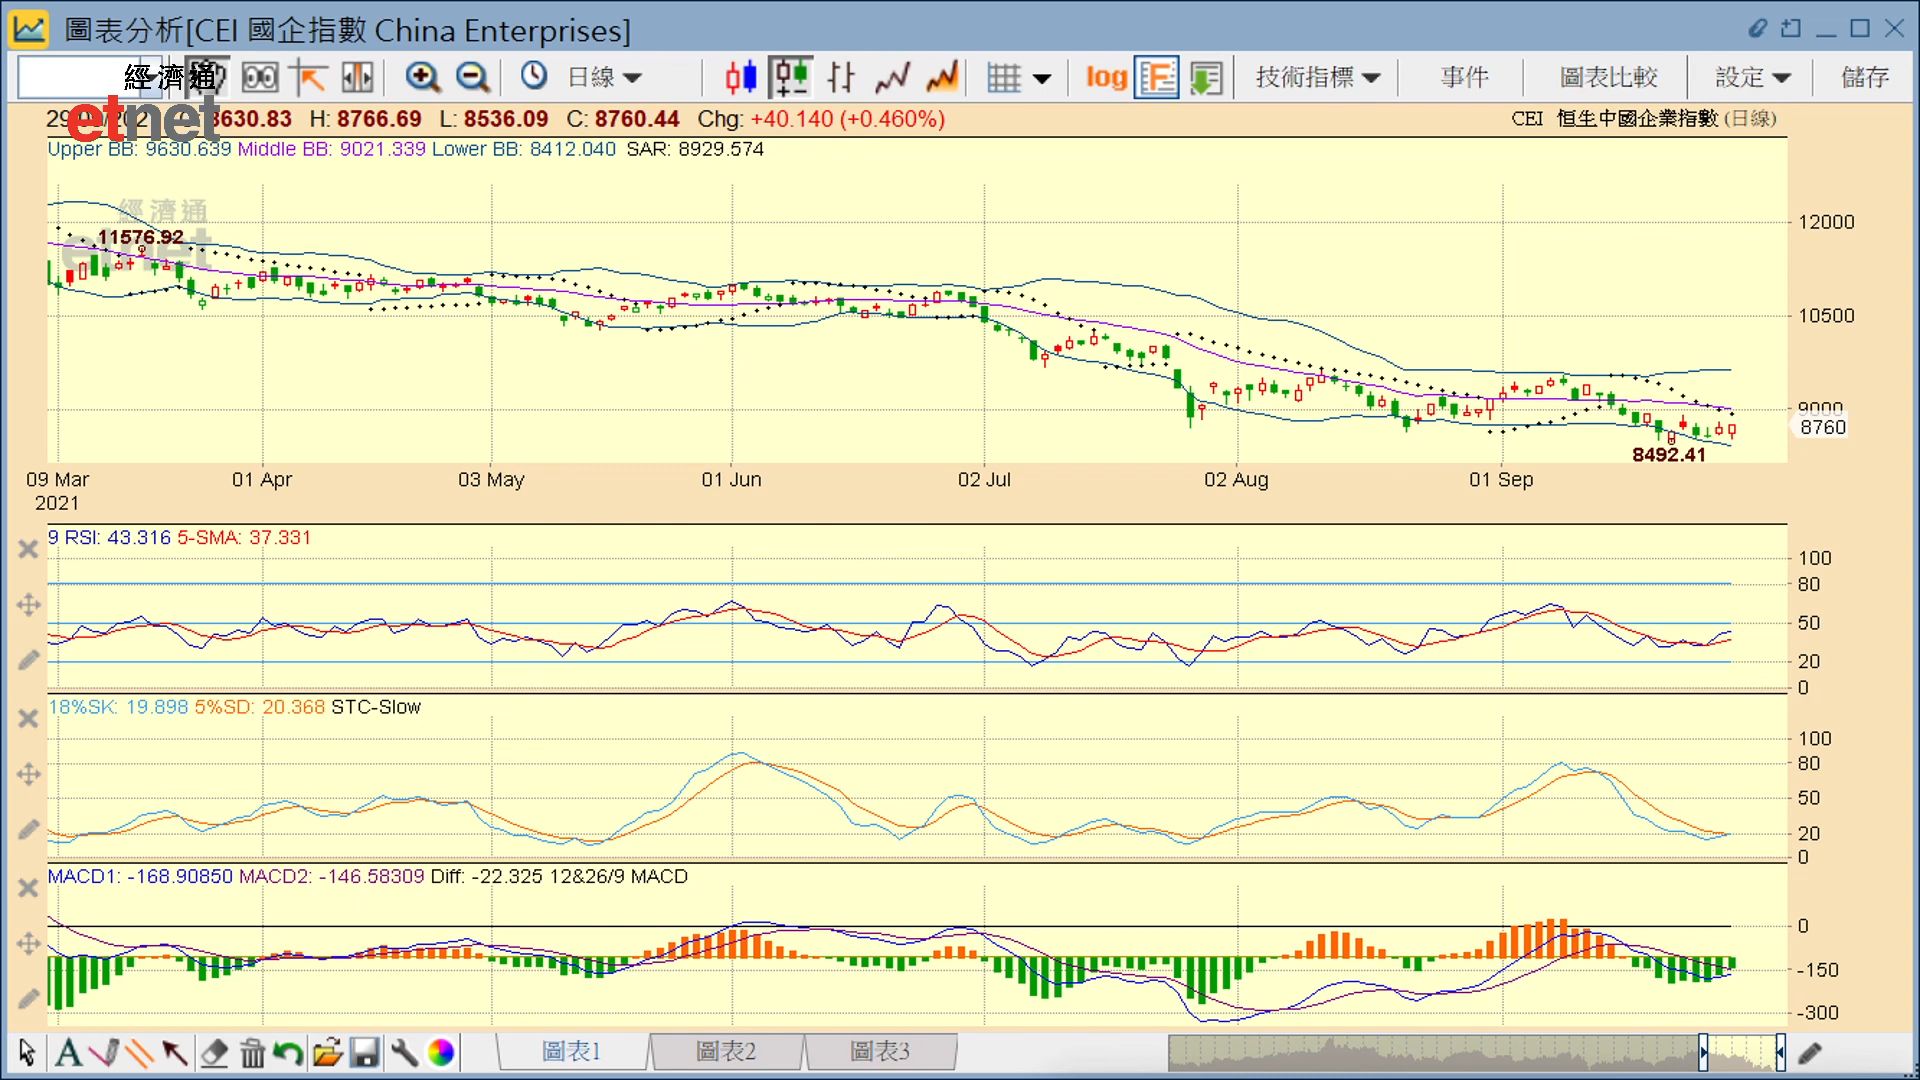 圖表分析[CEI 國企指數 China Enterprises]
經濟通 日線 log 技術指標 事件 圖表比較 設定 儲存
etnet 8630.83 H: 8766.69 L: 8536.09 C: 8760.44 Chg: +40.140 (+0.460%) CEI 恒生中國企業指數 (日線)
Upper BB: 9630.639 Middle BB: 9021.339 Lower BB: 8412.040 SAR: 8929.574
經濟通
etnet
11576.92
12000
10500
9000
8760
8492.41
09 Mar 01 Apr 03 May 01 Jun 02 Jul 02 Aug 01 Sep
2021
9 RSI: 43.316 5-SMA: 37.331
100
80
50
20
0
18%SK: 19.898 5%SD: 20.368 STC-Slow
100
80
50
20
0
MACD1: -168.90850 MACD2: -146.58309 Diff: -22.325 12&26/9 MACD
0
-150
-300
A 圖表1 圖表2 圖表3